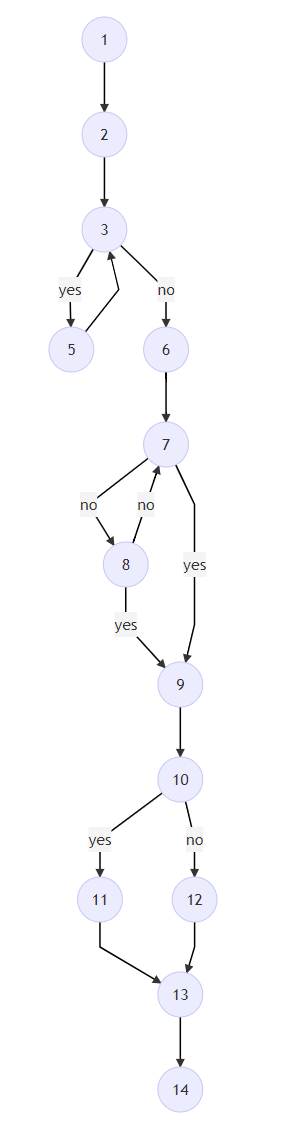 1
2
3
yes
no
5
6
7
no
no
8
yes
yes
9
10
yes
no
11
12
13
14